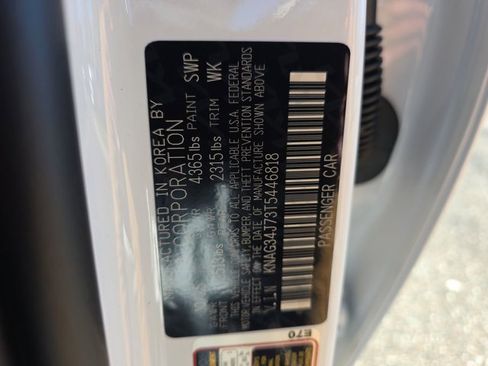 MANUFACTURED IN KOREA BY
CORPORATION
4365lbs PAINT SWP
2315lbs TRIM WK
TO ALL APPLICABLE U.S.A. FEDERAL
MOTOR VEHICLE SAFETY, BUMPER, AND THEFT PREVENTION STANDARDS
IN EFFECT ON THE DATE OF MANUFACTURE SHOWN ABOVE
V.I.N KNAG34J73T5446818
PASSENGER CAR
E70